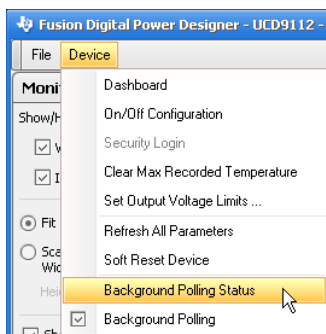 Fusion Digital Power Designer - UCD9112 -
File Device
Moni
Dashboard
Show/H
On/Off Configuration
Security Login
Clear Max Recorded Temperature
Set Output Voltage Limits ...
Fit
Refresh All Parameters
Sca
Wid
Soft Reset Device
Hei
Background Polling Status
Background Polling